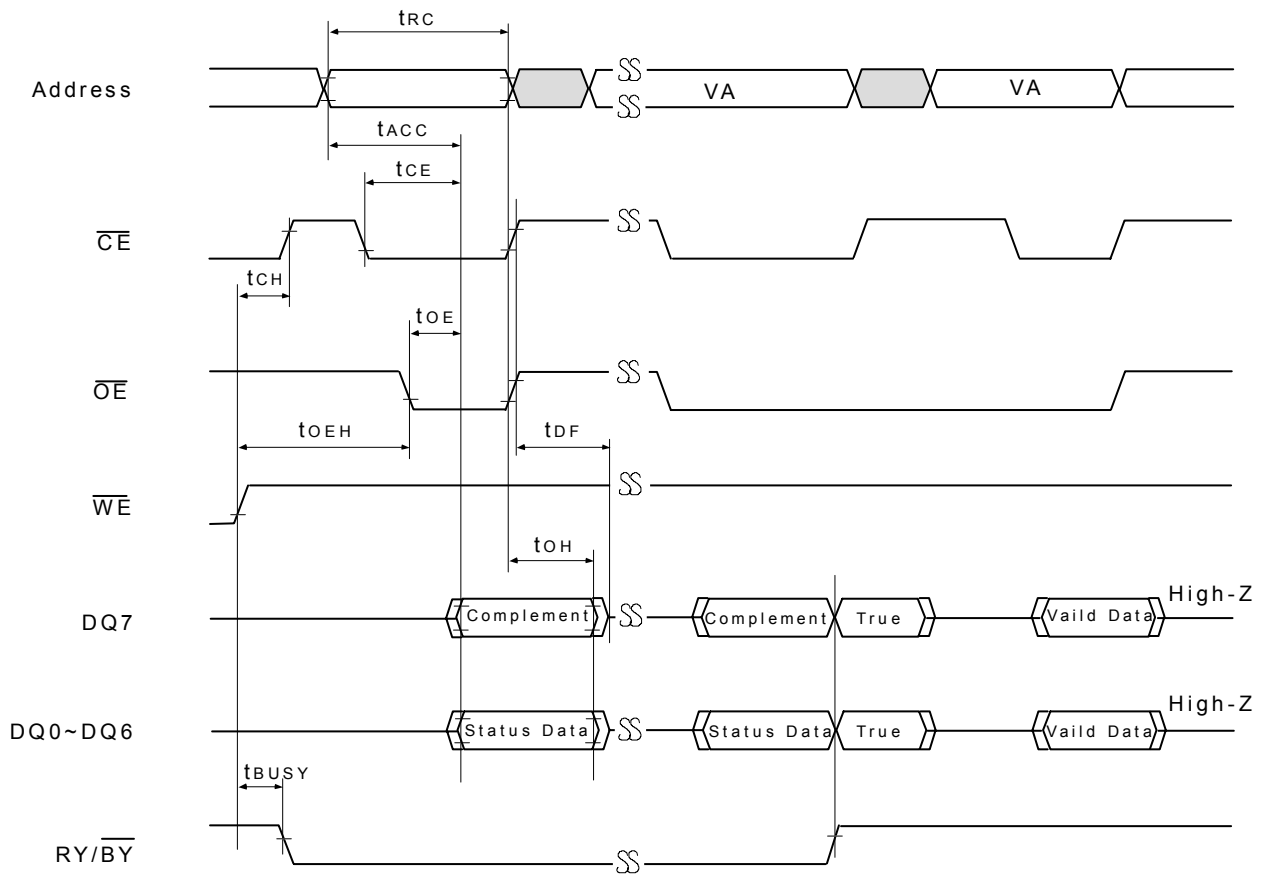 tRC
Address
VA
VA
tACC
tCE
CE
tCH
tOE
OE
tOEH
tDF
WE
tOH
DQ7
Complement
Complement
True
Vaild Data
High-Z
DQ0~DQ6
Status Data
Status Data
True
Vaild Data
High-Z
tBUSY
RY/BY